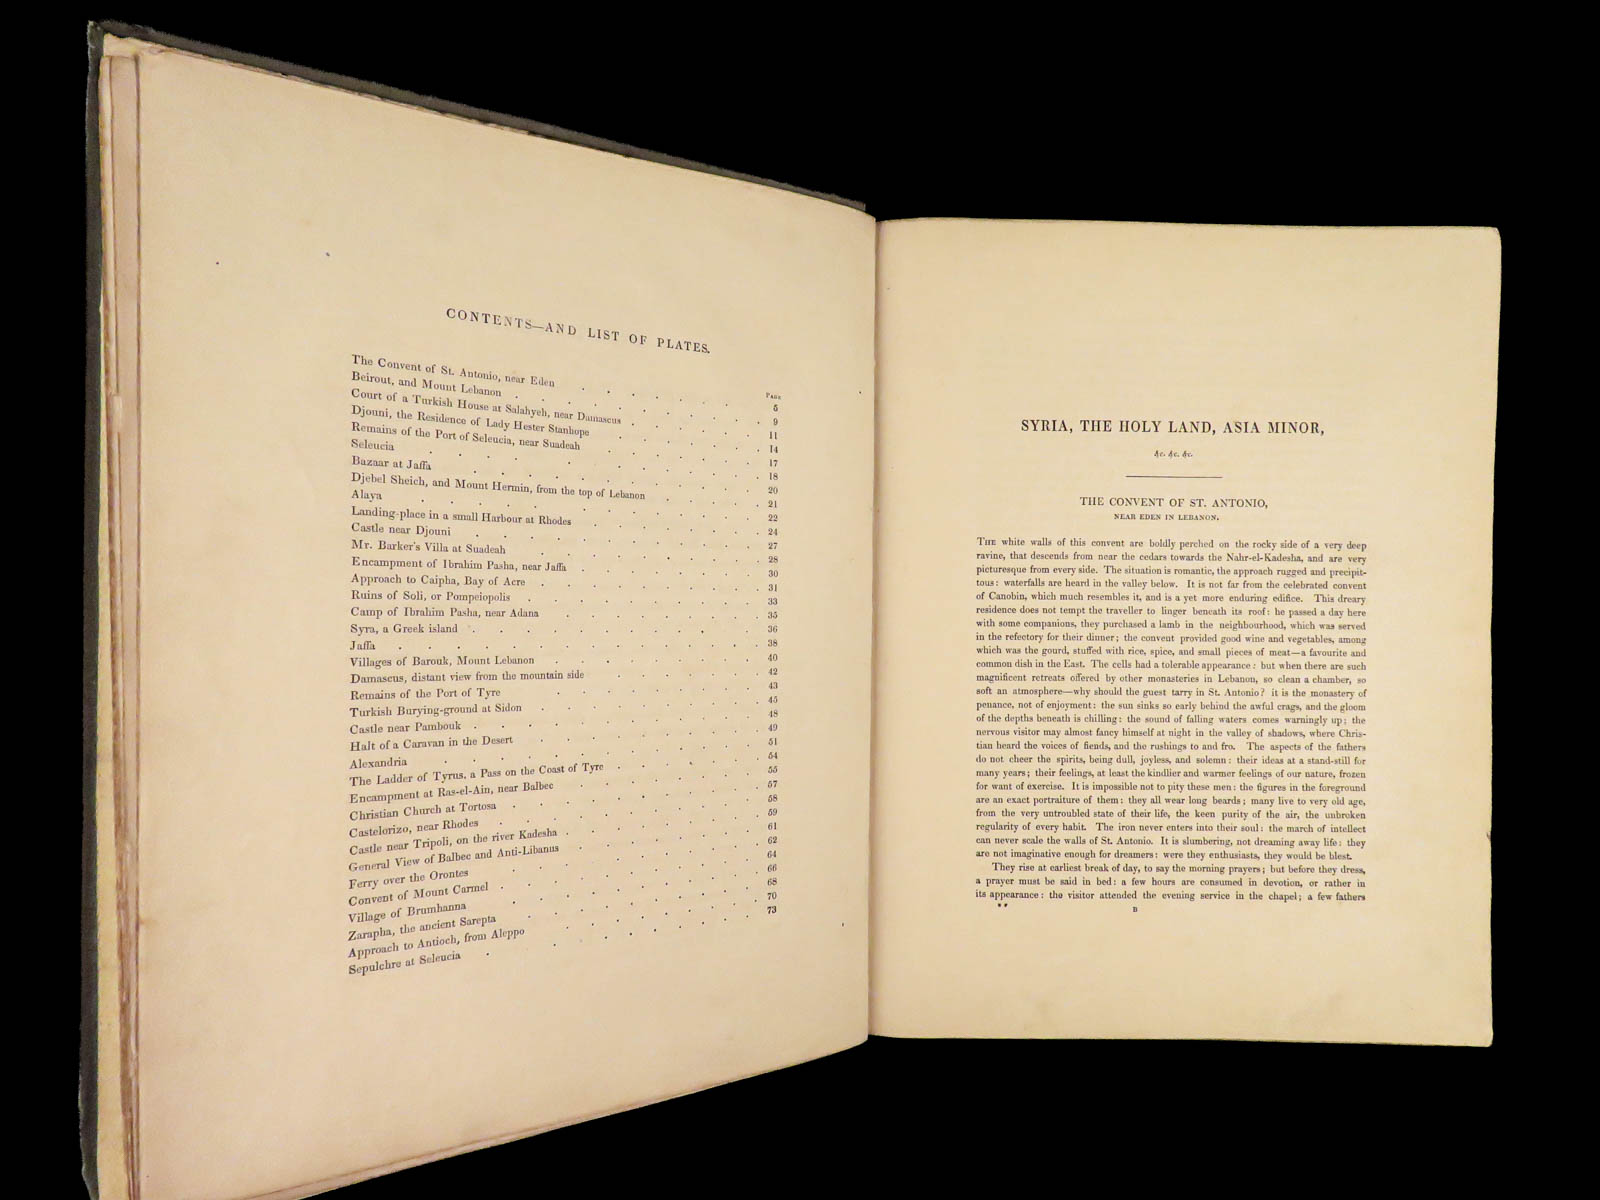 CONTENTS—AND LIST OF PLATES.
PAGE
The Convent of St. Antonio, near Eden . . . . . . . 5
Beirout, and Mount Lebanon . . . . . . . 9
Court of a Turkish House at Salahyeh, near Damascus . . . . . . 11
Djouni, the Residence of Lady Hester Stanhope . . . . . . 14
Remains of the Port of Seleucia, near Suadeah . . . . . . 17
Seleucia . . . . . . . 18
Bazaar at Jaffa . . . . . . . 20
Djebel Sheich, and Mount Hermin, from the top of Lebanon . . . . . 21
Alaya . . . . . . . 22
Landing-place in a small Harbour at Rhodes . . . . . . 24
Castle near Djouni . . . . . . . 27
Mr. Barker's Villa at Suadeah . . . . . . . 28
Encampment of Ibrahim Pasha, near Jaffa . . . . . . . 30
Approach to Caipha, Bay of Acre . . . . . . . 31
Ruins of Soli, or Pompeiopolis . . . . . . . 33
Camp of Ibrahim Pasha, near Adana . . . . . . . 35
Syra, a Greek island . . . . . . . 36
Jaffa . . . . . . . 38
Villages of Barouk, Mount Lebanon . . . . . . . 40
Damascus, distant view from the mountain side . . . . . . 42
Remains of the Port of Tyre . . . . . . . 43
Turkish Burying-ground at Sidon . . . . . . . 45
Castle near Pambouk . . . . . . . 48
Halt of a Caravan in the Desert . . . . . . . 49
Alexandria . . . . . . . 51
The Ladder of Tyrus, a Pass on the Coast of Tyre . . . . . . 54
Encampment at Ras-el-Ain, near Balbec . . . . . . . 55
Christian Church at Tortosa . . . . . . . 57
Castelorizo, near Rhodes . . . . . . . 58
Castle near Tripoli, on the river Kadesha . . . . . . . 59
General View of Balbec and Anti-Libanus . . . . . . . 61
Ferry over the Orontes . . . . . . . 62
Convent of Mount Carmel . . . . . . . 64
Village of Brumhanna . . . . . . . 66
Zarapha, the ancient Sarepta . . . . . . . 68
Approach to Antioch, from Aleppo . . . . . . . 70
Sepulchre at Seleucia . . . . . . . 73
SYRIA, THE HOLY LAND, ASIA MINOR,
&c. &c. &c.
THE CONVENT OF ST. ANTONIO,
NEAR EDEN IN LEBANON.
THE white walls of this convent are boldly perched on the rocky side of a very deep
ravine, that descends from near the cedars towards the Nahr-el-Kadesha, and are very
picturesque from every side. The situation is romantic, the approach rugged and precipit-
tous: waterfalls are heard in the valley below. It is not far from the celebrated convent
of Canobin, which much resembles it, and is a yet more enduring edifice. This dreary
residence does not tempt the traveller to linger beneath its roof: he passed a day here
with some companions, they purchased a lamb in the neighbourhood, which was served
in the refectory for their dinner; the convent provided good wine and vegetables, among
which was the gourd, stuffed with rice, spice, and small pieces of meat—a favourite and
common dish in the East. The cells had a tolerable appearance: but when there are such
magnificent retreats offered by other monasteries in Lebanon, so clean a chamber, so
soft an atmosphere—why should the guest tarry in St. Antonio? it is the monastery of
penance, not of enjoyment: the sun sinks so early behind the awful crags, and the gloom
of the depths beneath is chilling: the sound of falling waters comes warningly up; the
nervous visitor may almost fancy himself at night in the valley of shadows, where Chris-
tian heard the voices of fiends, and the rushings to and fro. The aspects of the fathers
do not cheer the spirits, being dull, joyless, and solemn: their ideas at a stand-still for
many years; their feelings, at least the kindlier and warmer feelings of our nature, frozen
for want of exercise. It is impossible not to pity these men: the figures in the foreground
are an exact portraiture of them: they all wear long beards; many live to very old age,
from the very untroubled state of their life, the keen purity of the air, the unbroken
regularity of every habit. The iron never enters into their soul: the march of intellect
can never scale the walls of St. Antonio. It is slumbering, not dreaming away life: they
are not imaginative enough for dreamers: were they enthusiasts, they would be blest.
They rise at earliest break of day, to say the morning prayers; but before they dress,
a prayer must be said in bed: a few hours are consumed in devotion, or rather in
its appearance: the visitor attended the evening service in the chapel; a few fathers
** B